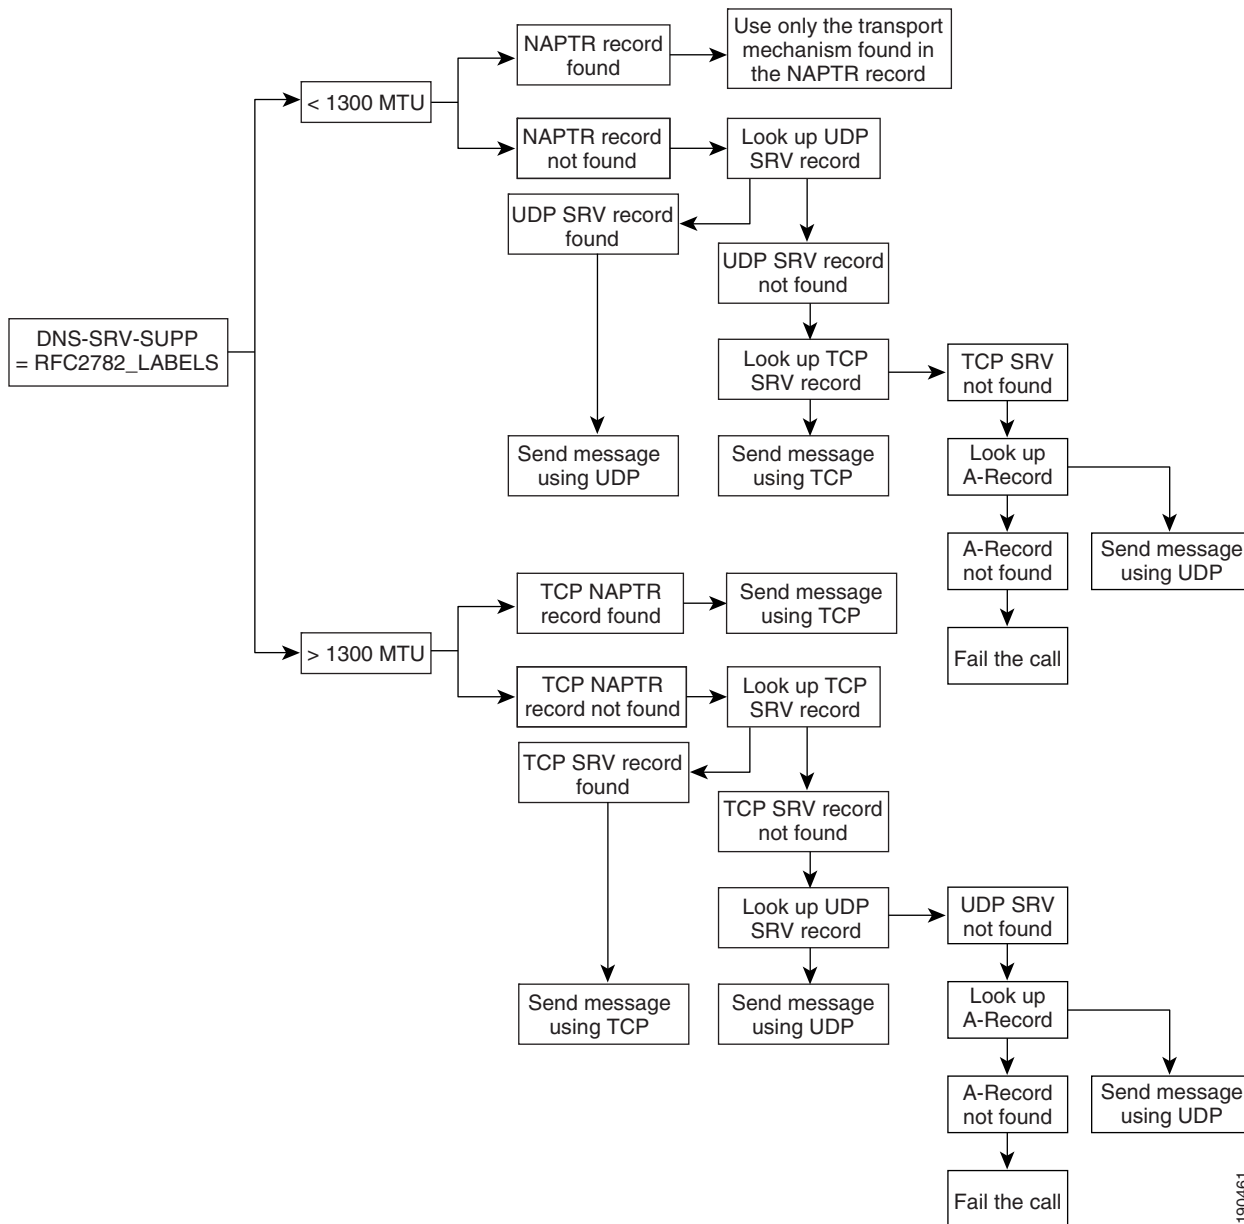 DNS-SRV-SUPP
= RFC2782_LABELS
< 1300 MTU
NAPTR record
found
Use only the transport
mechanism found in
the NAPTR record
NAPTR record
not found
Look up UDP
SRV record
UDP SRV record
found
UDP SRV record
not found
Look up TCP
SRV record
TCP SRV
not found
Send message
using UDP
Send message
using TCP
Look up
A-Record
A-Record
not found
Send message
using UDP
Fail the call
> 1300 MTU
TCP NAPTR
record found
Send message
using TCP
TCP NAPTR
record not found
Look up TCP
SRV record
TCP SRV record
found
TCP SRV record
not found
Look up UDP
SRV record
UDP SRV
not found
Send message
using TCP
Send message
using UDP
Look up
A-Record
A-Record
not found
Send message
using UDP
Fail the call
190461